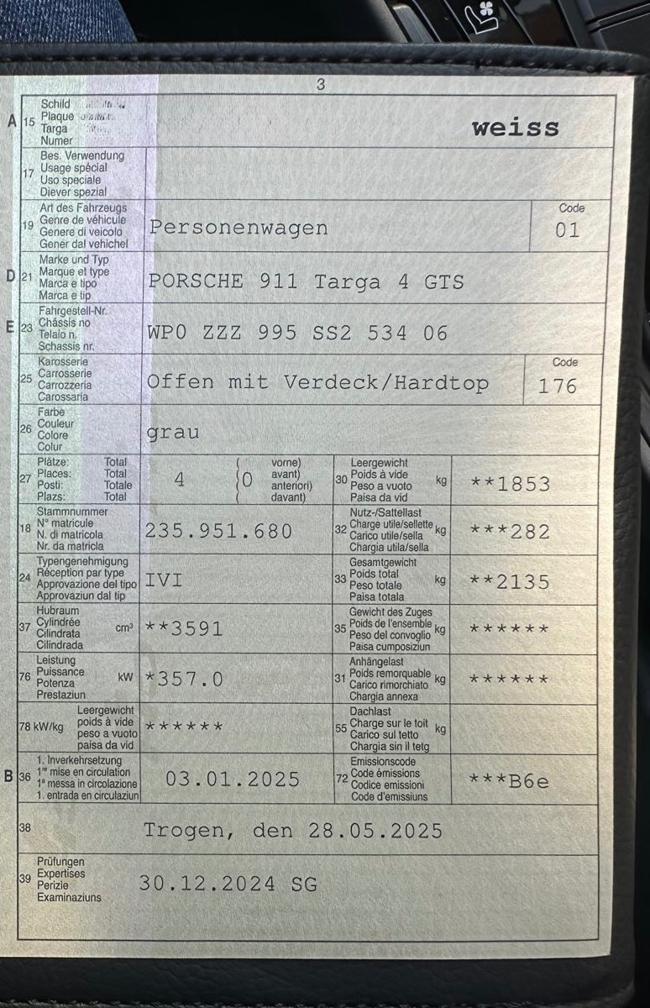 3
A 15 Schild
Plaque
Targa
Numer
weiss
17 Bes. Verwendung
Usage spécial
Uso speciale
Diever spezial
19 Art des Fahrzeugs
Genre de véhicule
Genere di veicolo
Gener dal vehichel
Personenwagen
Code
01
D 21 Marke und Typ
Marque et type
Marca e tipo
Marca e tip
PORSCHE 911 Targa 4 GTS
E 23 Fahrgestell-Nr.
Châssis no
Telaio n.
Schassis nr.
WP0 ZZZ 995 SS2 534 06
25 Karosserie
Carrosserie
Carrozzeria
Carossaria
Offen mit Verdeck/Hardtop
Code
176
26 Farbe
Couleur
Colore
Colur
grau
27 Plätze: Total
Places: Total
Posti: Totale
Plazs: Total
4
(0 vorne)
avant)
anteriori)
davant)
30 Leergewicht
Poids à vide
Peso a vuoto
Paisa da vid
kg
**1853
18 Stammnummer
N° matricule
N. di matricola
Nr. da matricla
235.951.680
32 Nutz-/Sattellast
Charge utile/sellette
Carico utile/sella
Chargia utila/sella
kg
***282
24 Typengenehmigung
Réception par type
Approvazione del tipo
Approvaziun dal tip
IVI
33 Gesamtgewicht
Poids total
Peso totale
Paisa totala
kg
**2135
37 Hubraum
Cylindrée
Cilindrata
Cilindrada
cm³
**3591
35 Gewicht des Zuges
Poids de l'ensemble
Peso del convoglio
Paisa cumposiziun
kg
******
76 Leistung
Puissance
Potenza
Prestaziun
kW
*357.0
31 Anhängelast
Poids remorquable
Carico rimorchiato
Chargia annexa
kg
******
78 kW/kg Leergewicht
poids à vide
peso a vuoto
paisa da vid
******
55 Dachlast
Charge sur le toit
Carico sul tetto
Chargia sin il tetg
kg
B 36 1. Inverkehrsetzung
1re mise en circulation
1a messa in circolazione
1. entrada en circulaziun
03.01.2025
72 Emissionscode
Code émissions
Codice emissioni
Code d'emissiuns
***B6e
38 Trogen, den 28.05.2025
39 Prüfungen
Expertises
Perizie
Examinaziuns
30.12.2024 SG